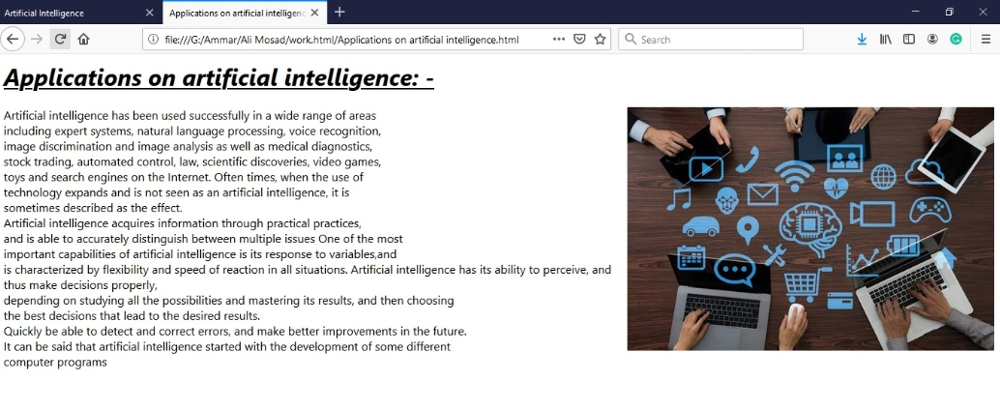 Artificial Intelligence
Applications on artificial intelligenc
file:///G:/Ammar/Ali Mosad/work.html/Applications on artificial intelligence.html
Search
Applications on artificial intelligence: -
Artificial intelligence has been used successfully in a wide range of areas
including expert systems, natural language processing, voice recognition,
image discrimination and image analysis as well as medical diagnostics,
stock trading, automated control, law, scientific discoveries, video games,
toys and search engines on the Internet. Often times, when the use of
technology expands and is not seen as an artificial intelligence, it is
sometimes described as the effect.
Artificial intelligence acquires information through practical practices,
and is able to accurately distinguish between multiple issues One of the most
important capabilities of artificial intelligence is its response to variables,and
is characterized by flexibility and speed of reaction in all situations. Artificial intelligence has its ability to perceive, and
thus make decisions properly,
depending on studying all the possibilities and mastering its results, and then choosing
the best decisions that lead to the desired results.
Quickly be able to detect and correct errors, and make better improvements in the future.
It can be said that artificial intelligence started with the development of some different
computer programs